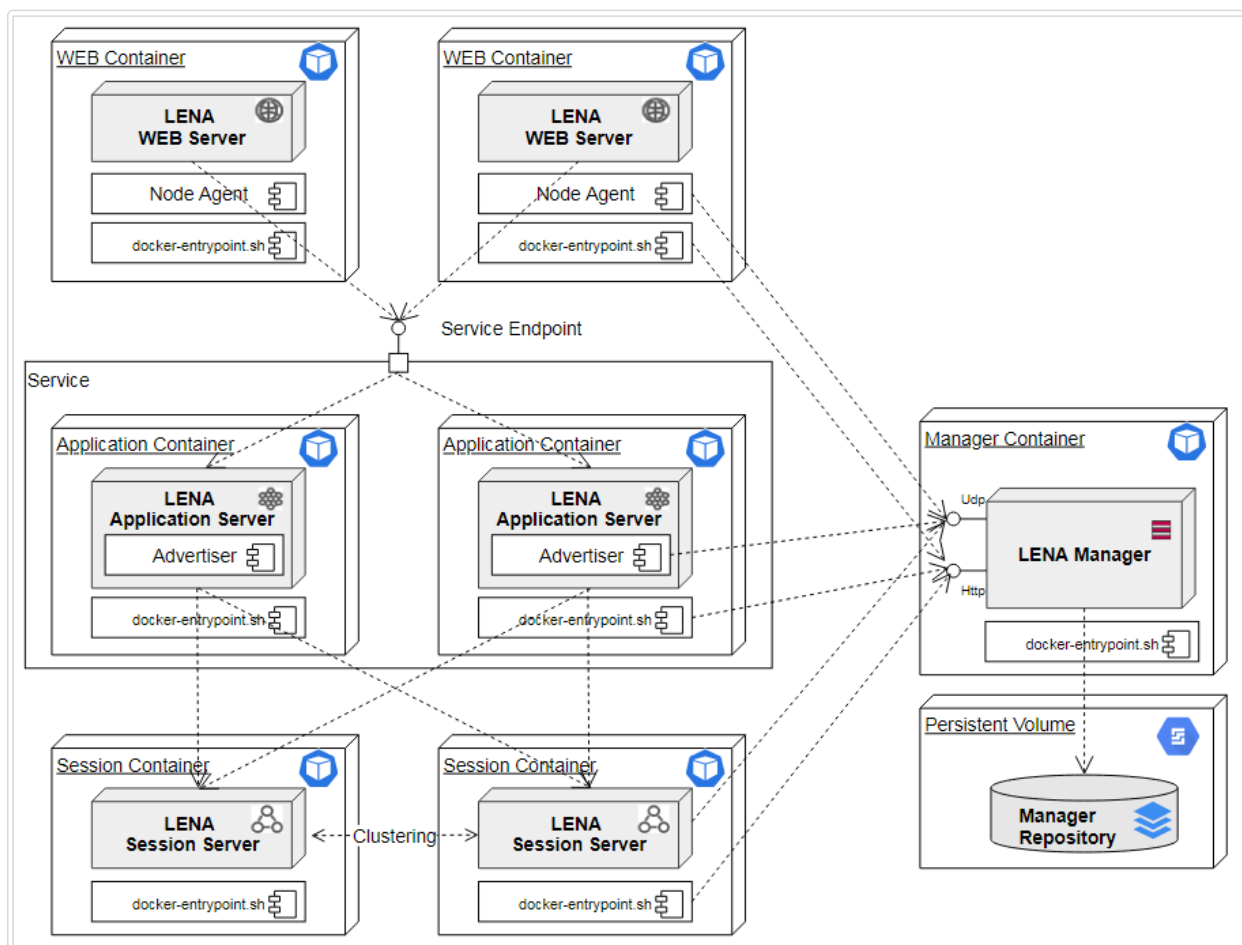 WEB Container
LENA
WEB Server
Node Agent
docker-entrypoint.sh
WEB Container
LENA
WEB Server
Node Agent
docker-entrypoint.sh
Service Endpoint
Service
Application Container
LENA
Application Server
Advertiser
docker-entrypoint.sh
Application Container
LENA
Application Server
Advertiser
docker-entrypoint.sh
Manager Container
Udp
LENA Manager
Http
docker-entrypoint.sh
Persistent Volume
Manager
Repository
Session Container
LENA
Session Server
docker-entrypoint.sh
Clustering
Session Container
LENA
Session Server
docker-entrypoint.sh